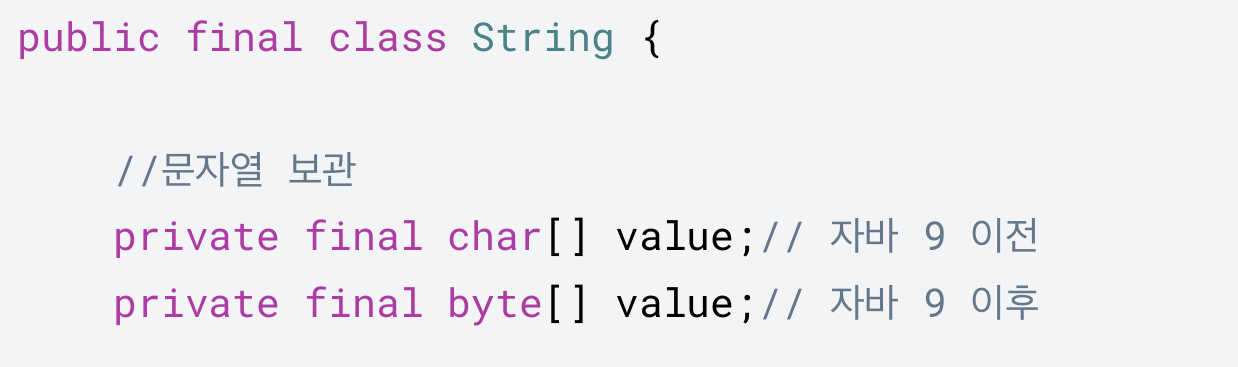 public final class String {
//문자열 보관
private final char[] value;// 자바 9 이전
private final byte[] value;// 자바 9 이후